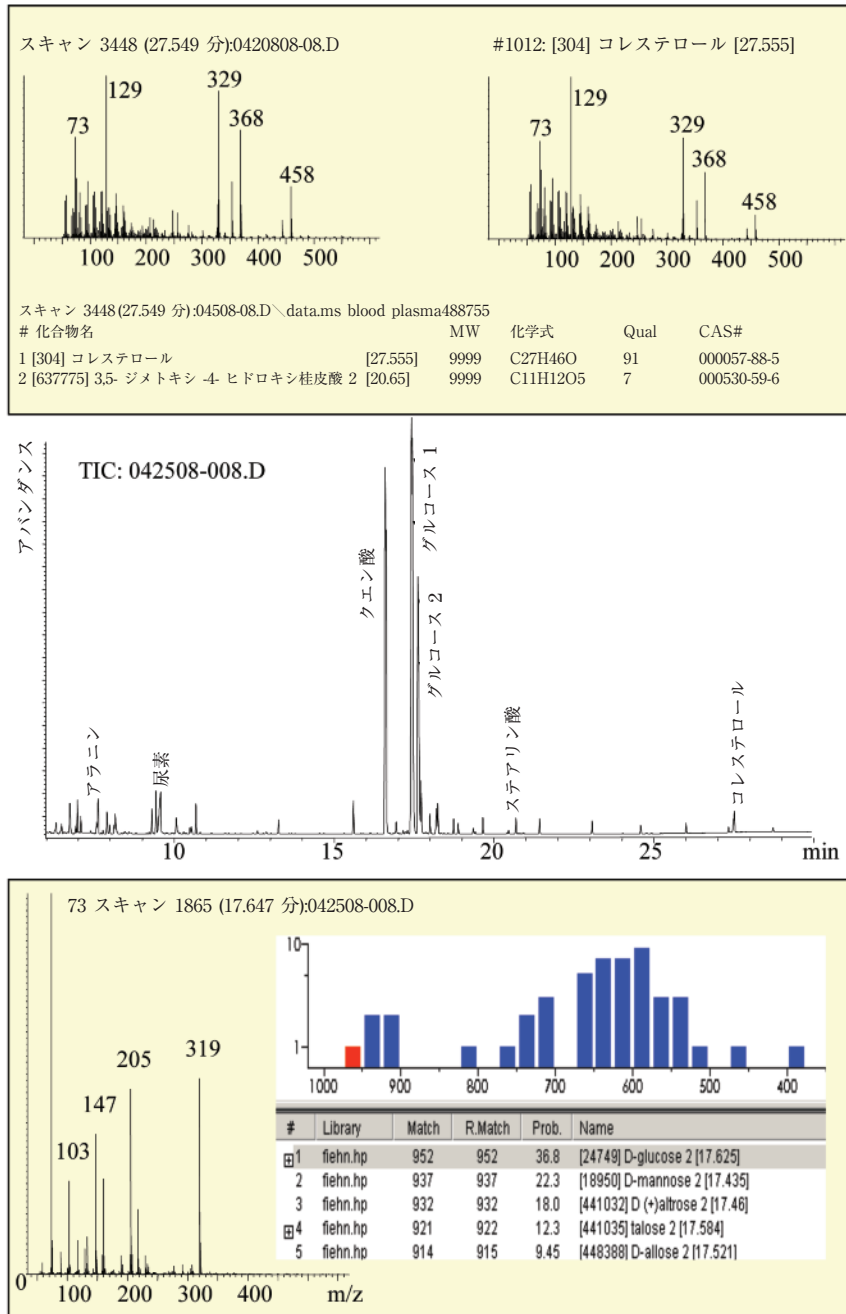 スキャン 3448 (27.549 分):0420808-08.D
#1012: [304] コレステロール [27.555]
129
73
329
368
458
100 200 300 400 500
129
73
329
368
458
100 200 300 400 500
スキャン 3448 (27.549 分):04508-08.D\data.ms blood plasma488755
# 化合物名 MW 化学式 Qual CAS#
1 [304] コレステロール [27.555] 9999 C27H46O 91 000057-88-5
2 [637775] 3,5- ジメトキシ -4- ヒドロキシ桂皮酸 2 [20.65] 9999 C11H12O5 7 000530-59-6
アバンダンス
TIC: 042508-008.D
アラニン
尿素
クエン酸
グルコース 1
グルコース 2
ステアリン酸
コレステロール
10 15 20 25 min
73 スキャン 1865 (17.647 分):042508-008.D
103
147
205
319
0 100 200 300 400 m/z
10
1
1000 900 800 700 600 500 400
# Library Match R.Match Prob. Name
1 fiehn.hp 952 952 36.8 [24749] D-glucose 2 [17.625]
2 fiehn.hp 937 937 22.3 [18950] D-mannose 2 [17.435]
3 fiehn.hp 932 932 18.0 [441032] D (+)altrose 2 [17.46]
4 fiehn.hp 921 922 12.3 [441035] talose 2 [17.584]
5 fiehn.hp 914 915 9.45 [448388] D-allose 2 [17.521]